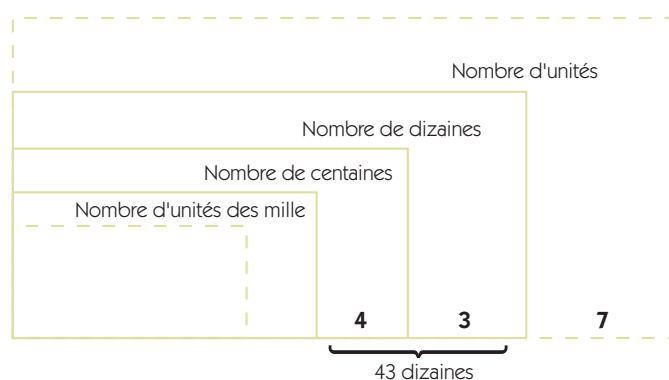 Nombre d'unités
Nombre de dizaines
Nombre de centaines
Nombre d'unités des mille
4 3 7
43 dizaines